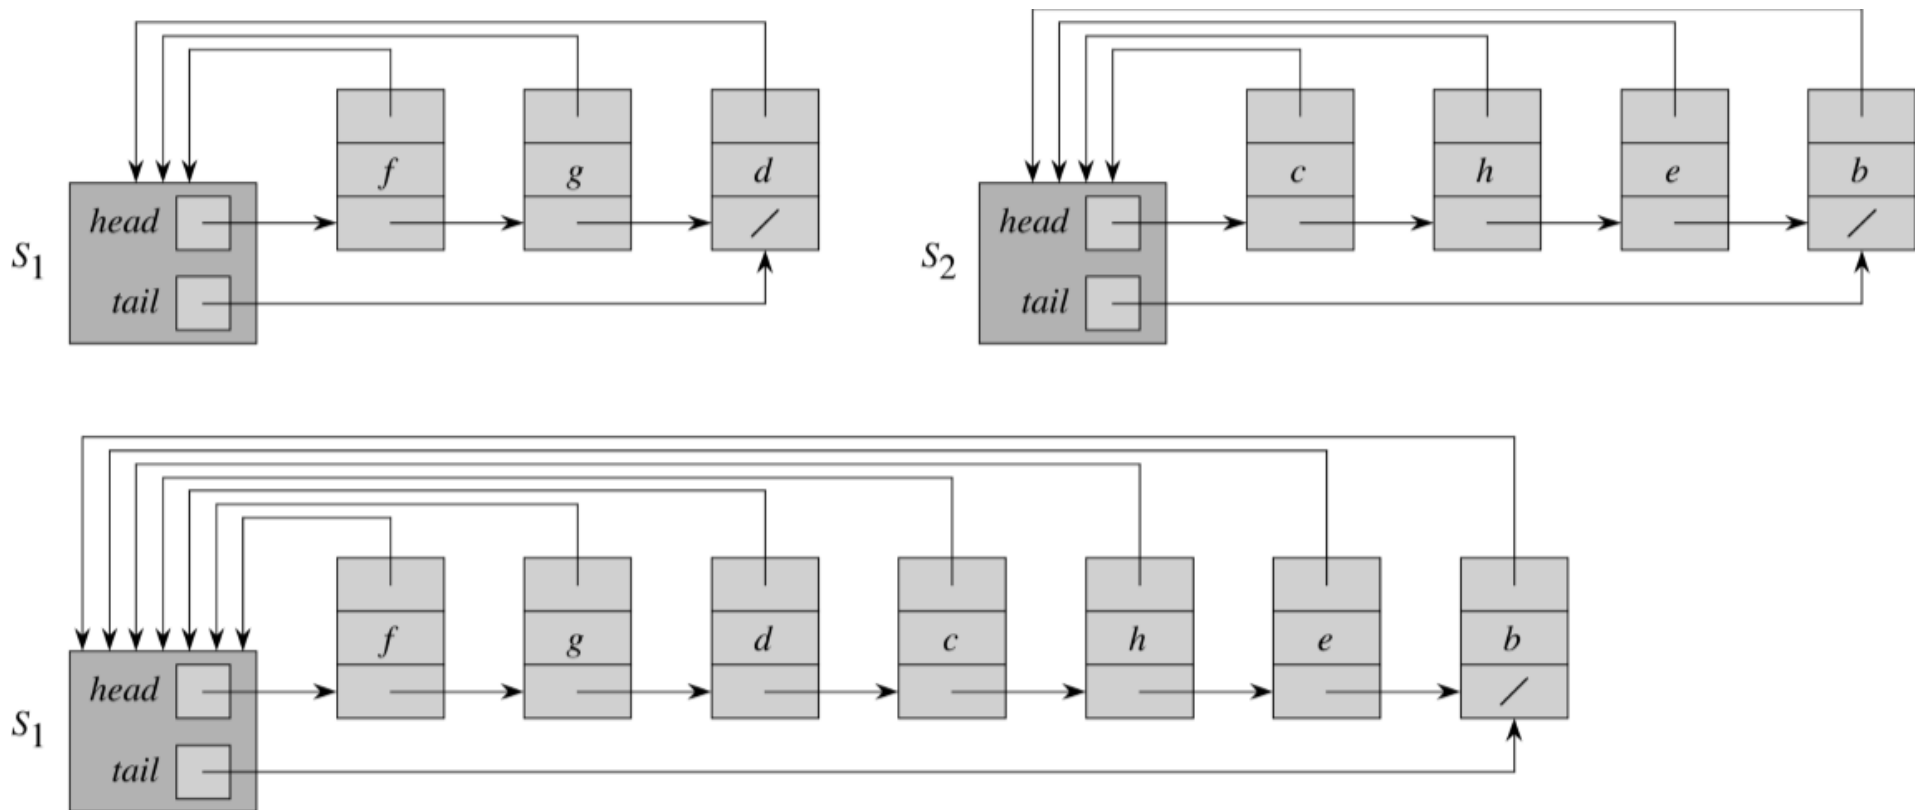 f g d
head
S1
tail
c h e b
head
S2
tail
f g d c h e b
head
S1
tail